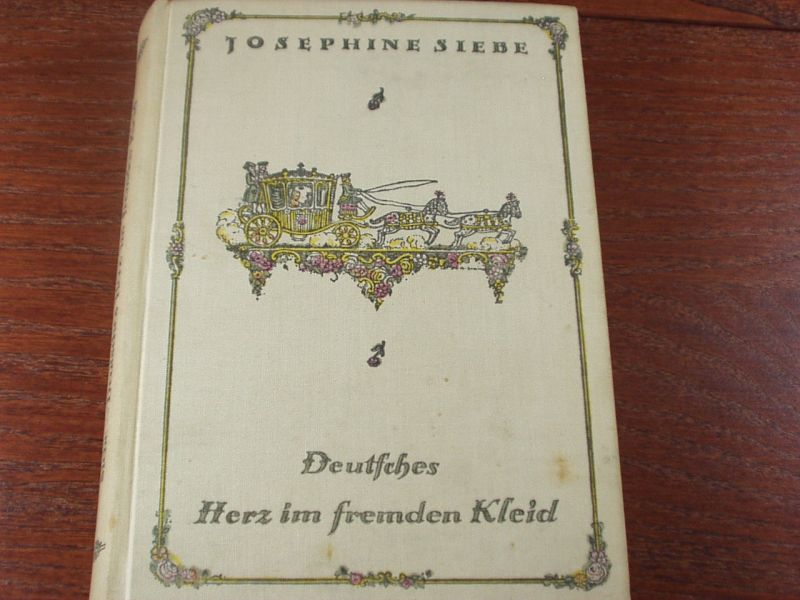 JOSEPHINE SIEBE
Deutſches
Herz im fremden Kleid